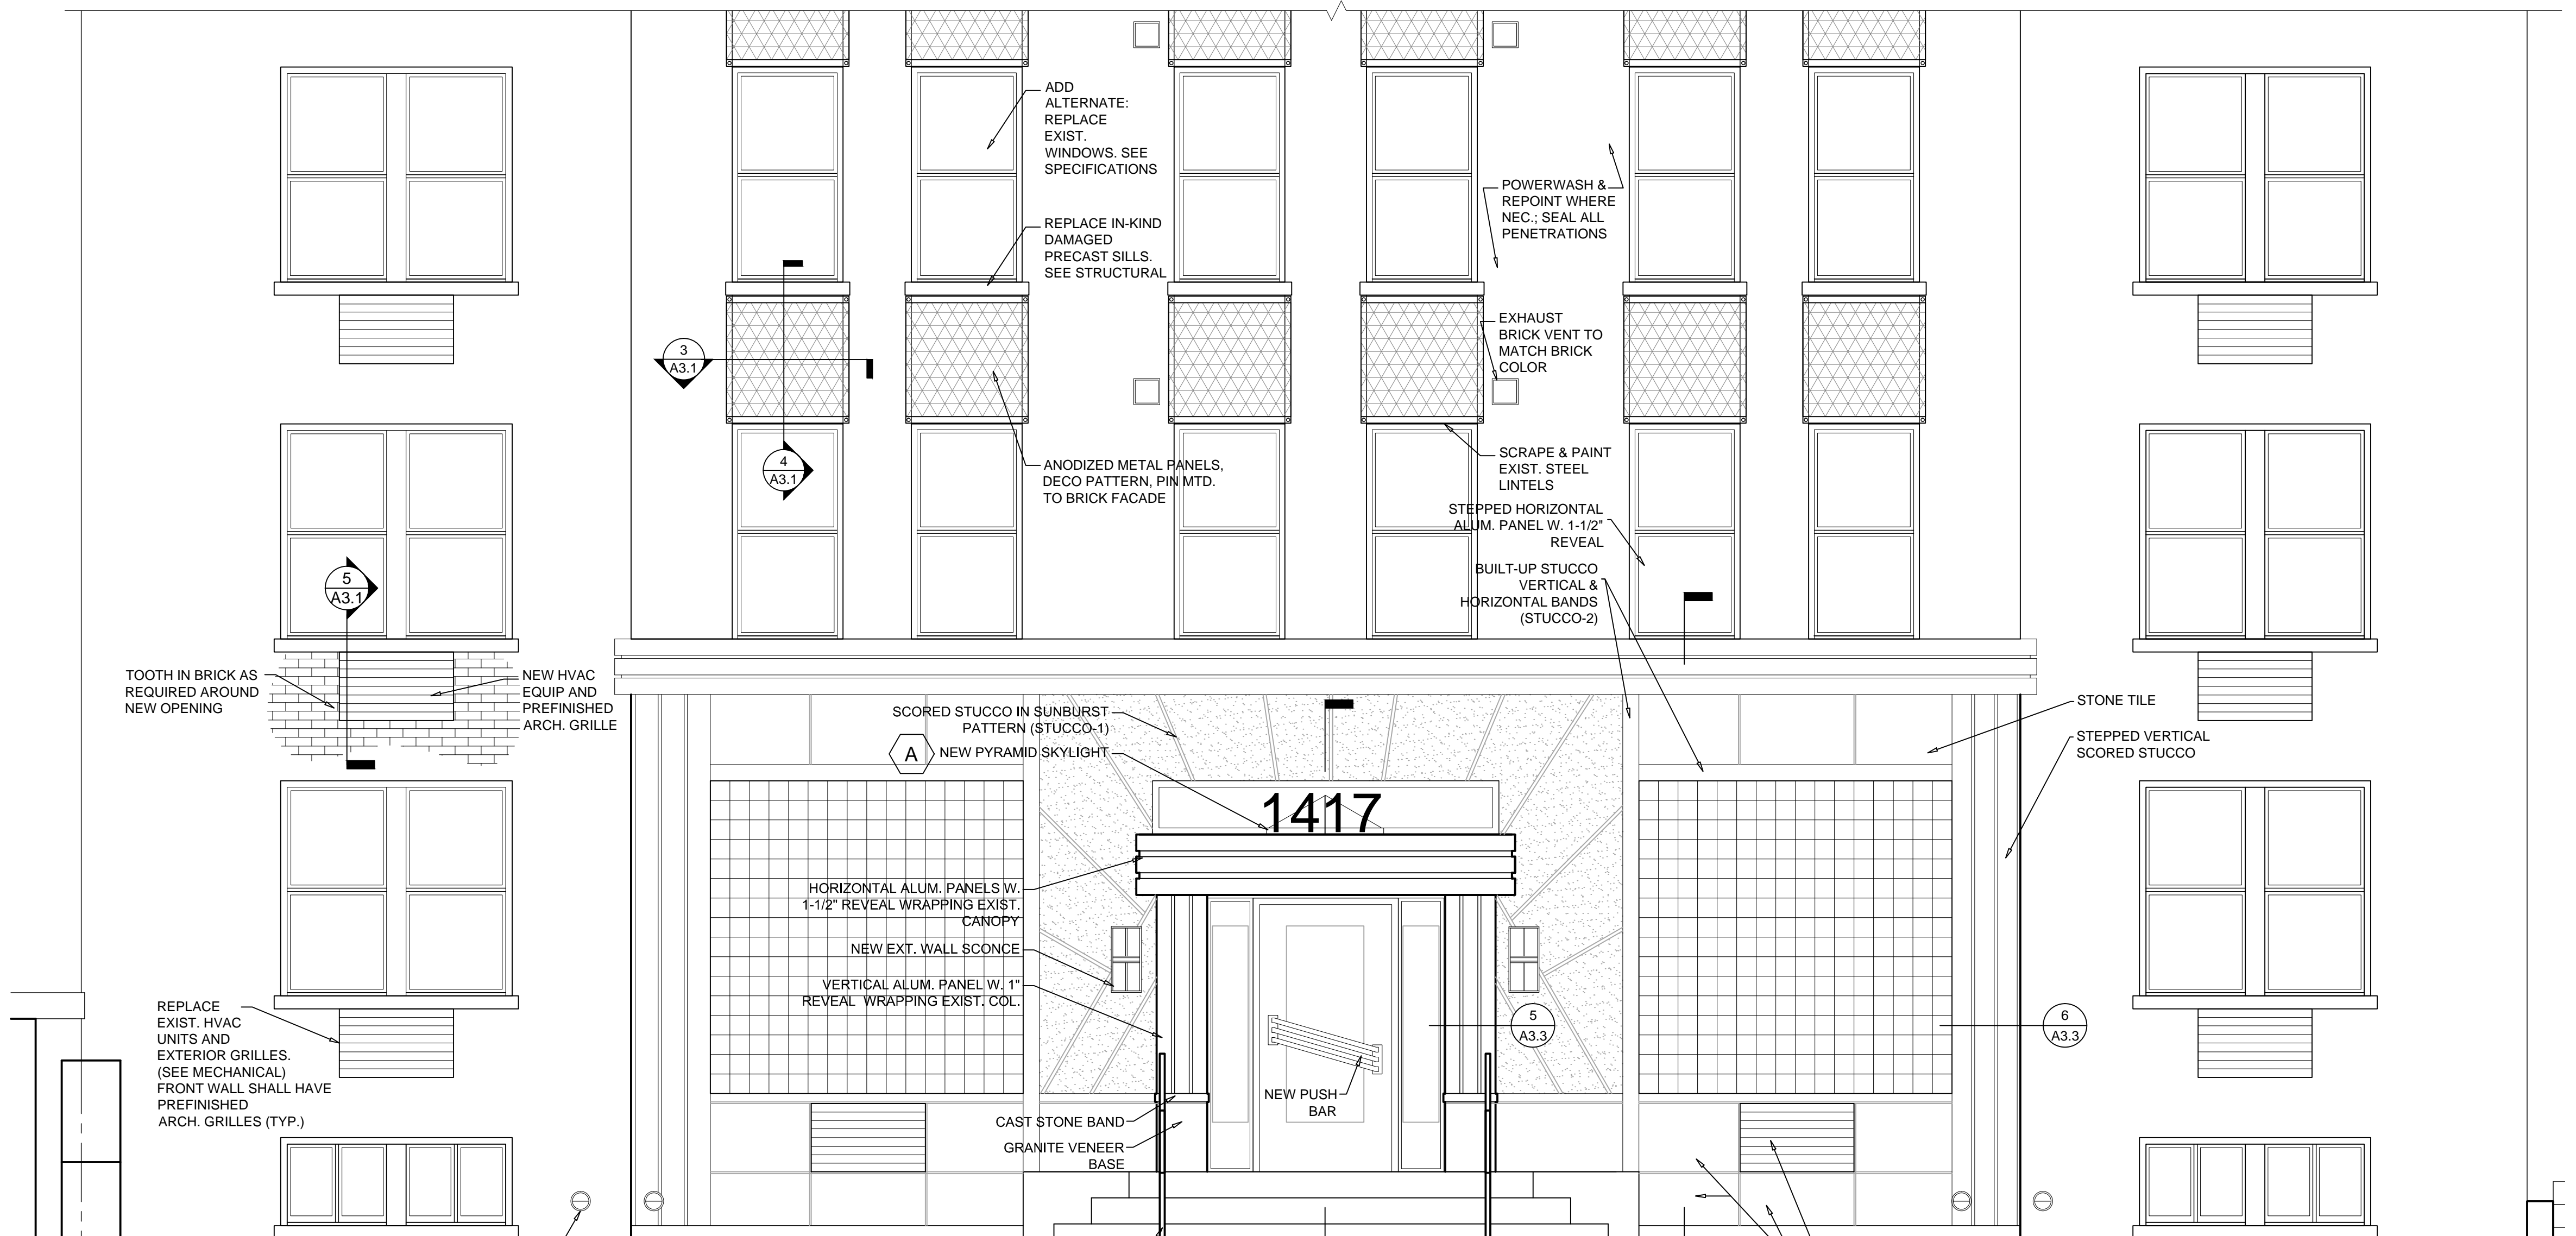 ADD
ALTERNATE:
REPLACE
EXIST.
WINDOWS. SEE
SPECIFICATIONS
POWERWASH &
REPOINT WHERE
NEC.; SEAL ALL
PENETRATIONS
REPLACE IN-KIND
DAMAGED
PRECAST SILLS.
SEE STRUCTURAL
EXHAUST
BRICK VENT TO
MATCH BRICK
COLOR
3
A3.1
4
A3.1
ANODIZED METAL PANELS,
DECO PATTERN, PIN MTD.
TO BRICK FACADE
SCRAPE & PAINT
EXIST. STEEL
LINTELS
STEPPED HORIZONTAL
ALUM. PANEL W. 1-1/2"
REVEAL
BUILT-UP STUCCO
VERTICAL &
HORIZONTAL BANDS
(STUCCO-2)
5
A3.1
TOOTH IN BRICK AS
REQUIRED AROUND
NEW OPENING
NEW HVAC
EQUIP AND
PREFINISHED
ARCH. GRILLE
SCORED STUCCO IN SUNBURST
PATTERN (STUCCO-1)
A
NEW PYRAMID SKYLIGHT
STONE TILE
STEPPED VERTICAL
SCORED STUCCO
1417
HORIZONTAL ALUM. PANELS W.
1-1/2" REVEAL WRAPPING EXIST.
CANOPY
NEW EXT. WALL SCONCE
VERTICAL ALUM. PANEL W. 1"
REVEAL WRAPPING EXIST. COL.
REPLACE
EXIST. HVAC
UNITS AND
EXTERIOR GRILLES.
(SEE MECHANICAL)
FRONT WALL SHALL HAVE
PREFINISHED
ARCH. GRILLES (TYP.)
5
A3.3
6
A3.3
NEW PUSH
BAR
CAST STONE BAND
GRANITE VENEER
BASE